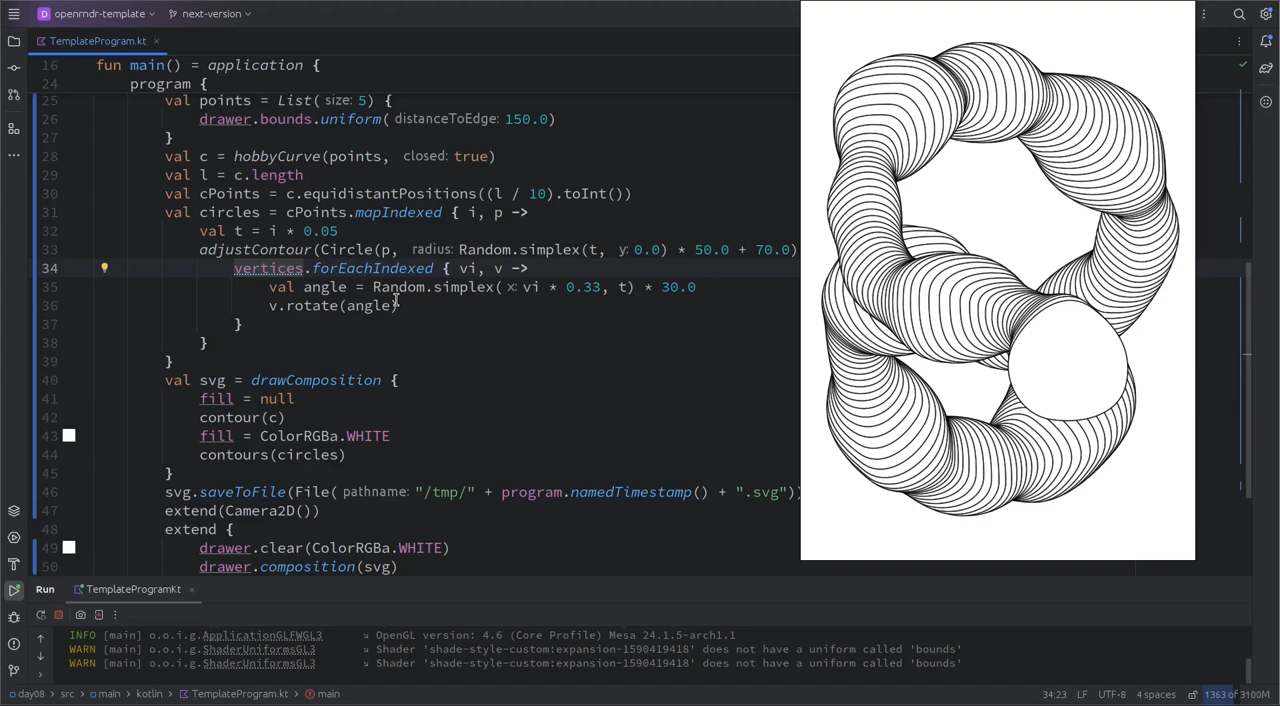 openrndr-template
next-version
TemplateProgram.kt
16 fun main() = application {
24 program {
25 val points = List( size: 5) {
26 drawer.bounds.uniform( distanceToEdge: 150.0)
27 }
28 val c = hobbyCurve(points, closed: true)
29 val l = c.length
30 val cPoints = c.equidistantPositions((l / 10).toInt())
31 val circles = cPoints.mapIndexed { i, p ->
32 val t = i * 0.05
33 adjustContour(Circle(p, radius: Random.simplex(t, y: 0.0) * 50.0 + 70.0)
34 vertices.forEachIndexed { vi, v ->
35 val angle = Random.simplex( x: vi * 0.33, t) * 30.0
36 v.rotate(angle)
37 }
38 }
39 }
40 val svg = drawComposition {
41 fill = null
42 contour(c)
43 fill = ColorRGBa.WHITE
44 contours(circles)
45 }
46 svg.saveToFile(File( pathname: "/tmp/" + program.namedTimestamp() + ".svg"))
47 extend(Camera2D())
48 extend {
49 drawer.clear(ColorRGBa.WHITE)
50 drawer.composition(svg)
Run TemplateProgramKt
INFO [main] o.o.i.g.ApplicationGLFWGL3 ↘ OpenGL version: 4.6 (Core Profile) Mesa 24.1.5-arch1.1
WARN [main] o.o.i.g.ShaderUniformsGL3 ↘ Shader 'shade-style-custom:expansion-1590419418' does not have a uniform called 'bounds'
WARN [main] o.o.i.g.ShaderUniformsGL3 ↘ Shader 'shade-style-custom:expansion-1590419418' does not have a uniform called 'bounds'
day08 > src > main > kotlin > TemplateProgram.kt > main 34:23 LF UTF-8 4 spaces 1363 of 3100M